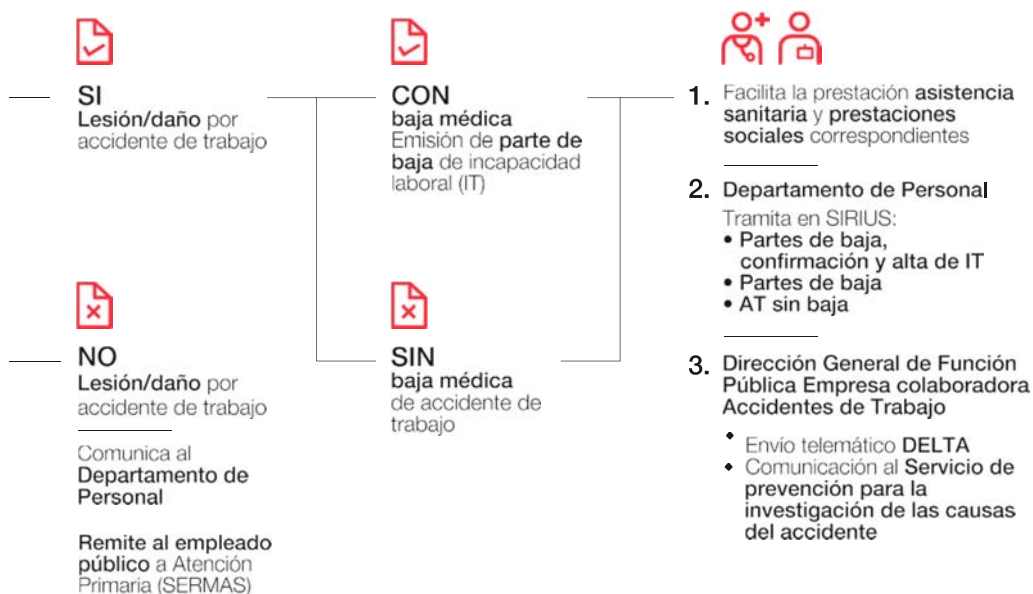 SI
Lesión/daño por
accidente de trabajo
NO
Lesión/daño por
accidente de trabajo
Comunica al
Departamento de
Personal
Remite al empleado
público a Atención
Primaria (SERMAS)
CON
baja médica
Emisión de parte de
baja de incapacidad
laboral (IT)
SIN
baja médica
de accidente de
trabajo
1. Facilita la prestación asistencia
sanitaria y prestaciones
sociales correspondientes
2. Departamento de Personal
Tramita en SIRIUS:
• Partes de baja,
confirmación y alta de IT
• Partes de baja
• AT sin baja
3. Dirección General de Función
Pública Empresa colaboradora
Accidentes de Trabajo
• Envío telemático DELTA
• Comunicación al Servicio de
prevención para la
investigación de las causas
del accidente